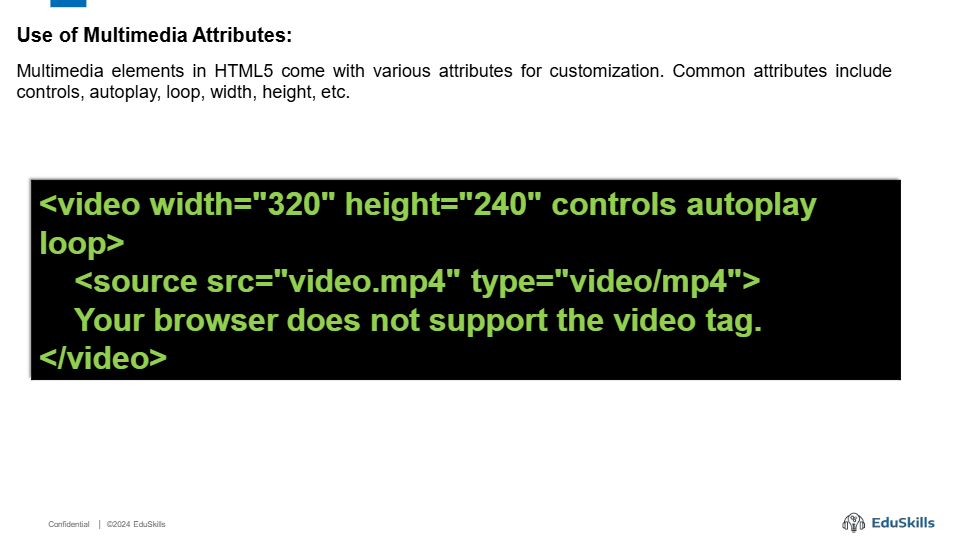 Use of Multimedia Attributes:
Multimedia elements in HTML5 come with various attributes for customization. Common attributes include
controls, autoplay, loop, width, height, etc.
<video width="320" height="240" controls autoplay
loop>
<source src="video.mp4" type="video/mp4">
Your browser does not support the video tag.
</video>
Confidential | ©2024 EduSkills
EduSkills